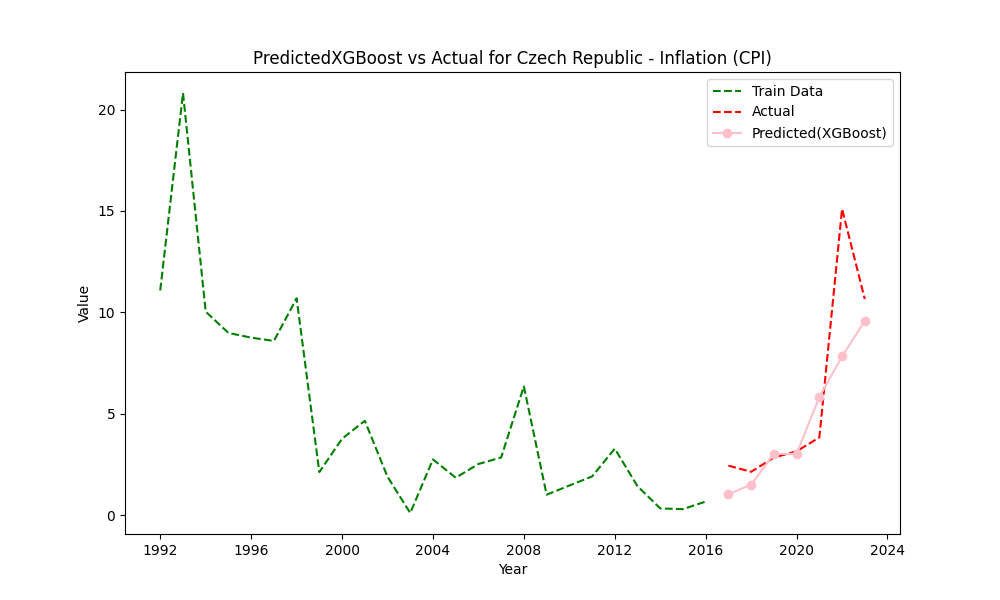 PredictedXGBoost vs Actual for Czech Republic - Inflation (CPI)
Train Data
Actual
Predicted(XGBoost)
Value
20
15
10
5
0
1992 1996 2000 2004 2008 2012 2016 2020 2024
Year